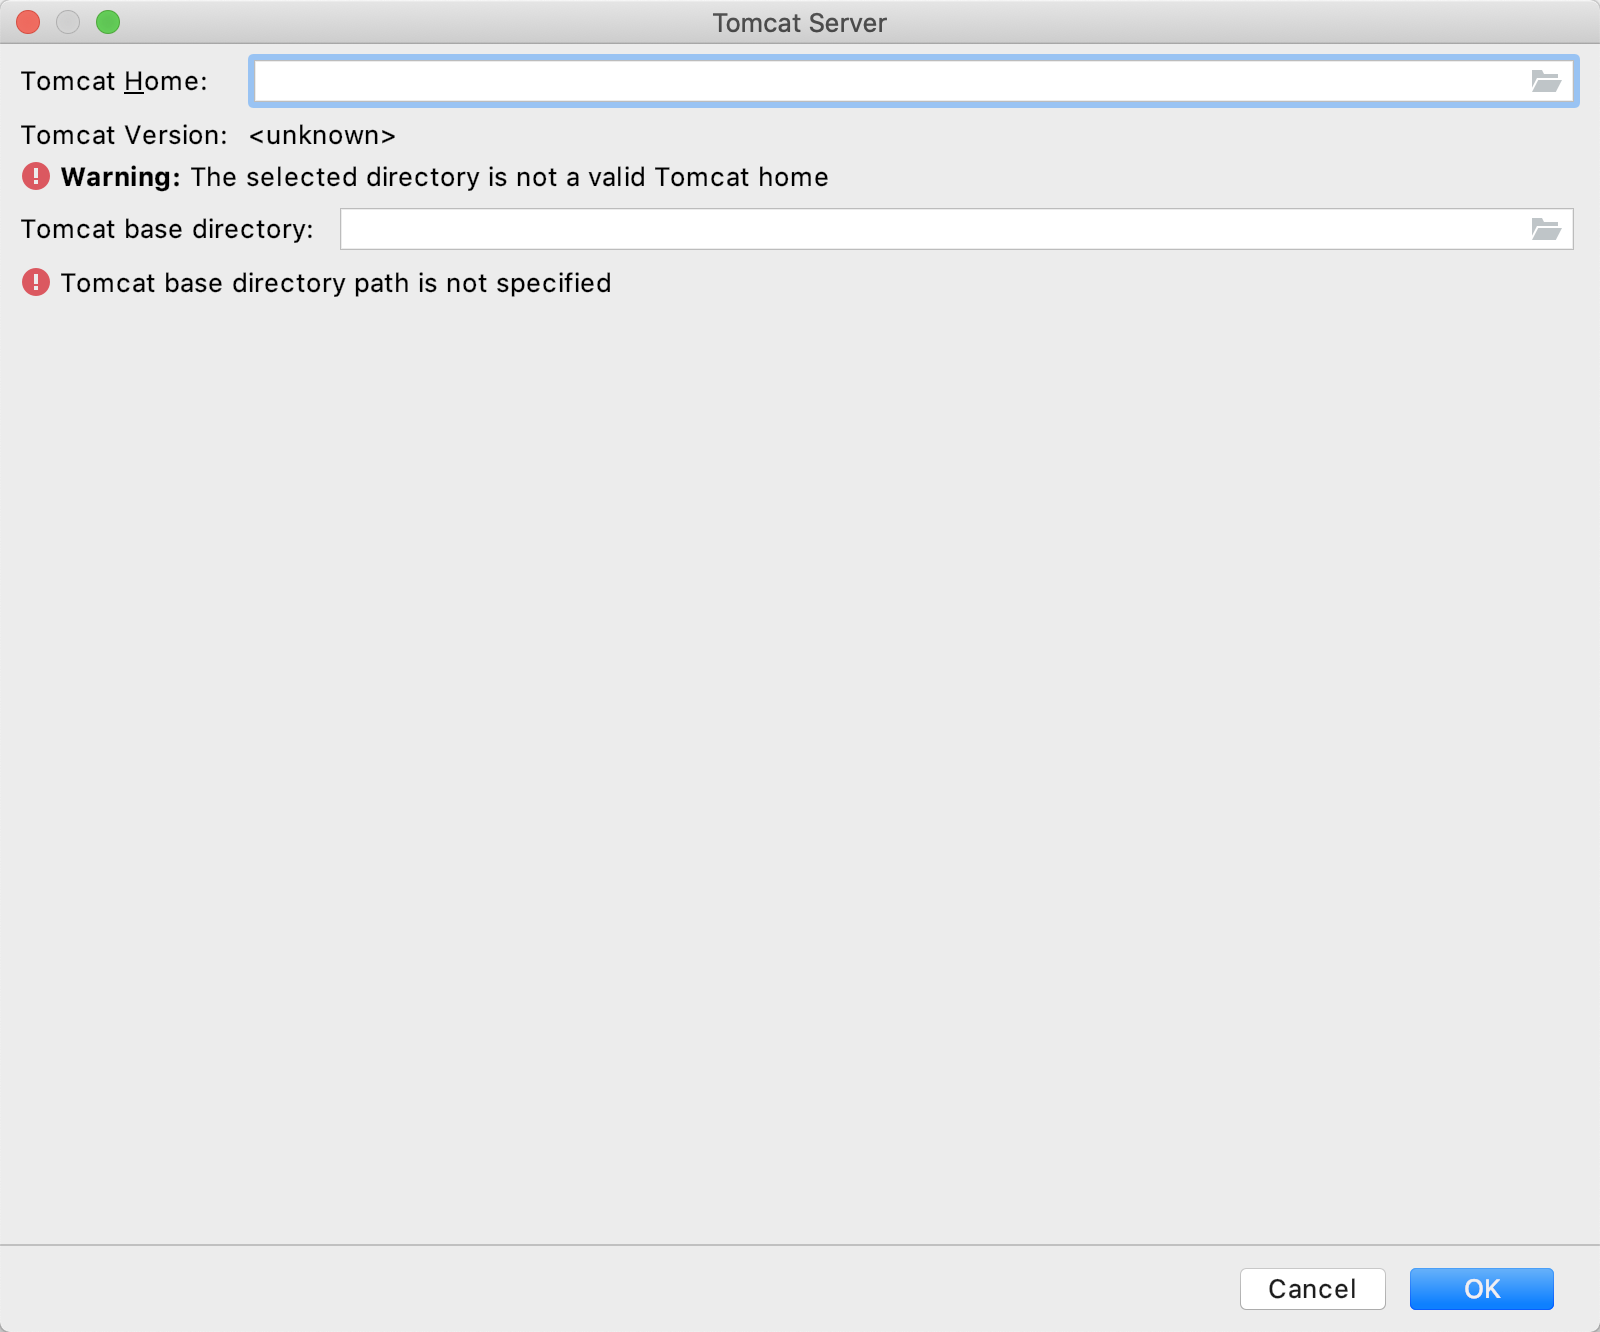 Tomcat Server
Tomcat Home:
Tomcat Version: <unknown>
Warning: The selected directory is not a valid Tomcat home
Tomcat base directory:
Tomcat base directory path is not specified
Cancel OK